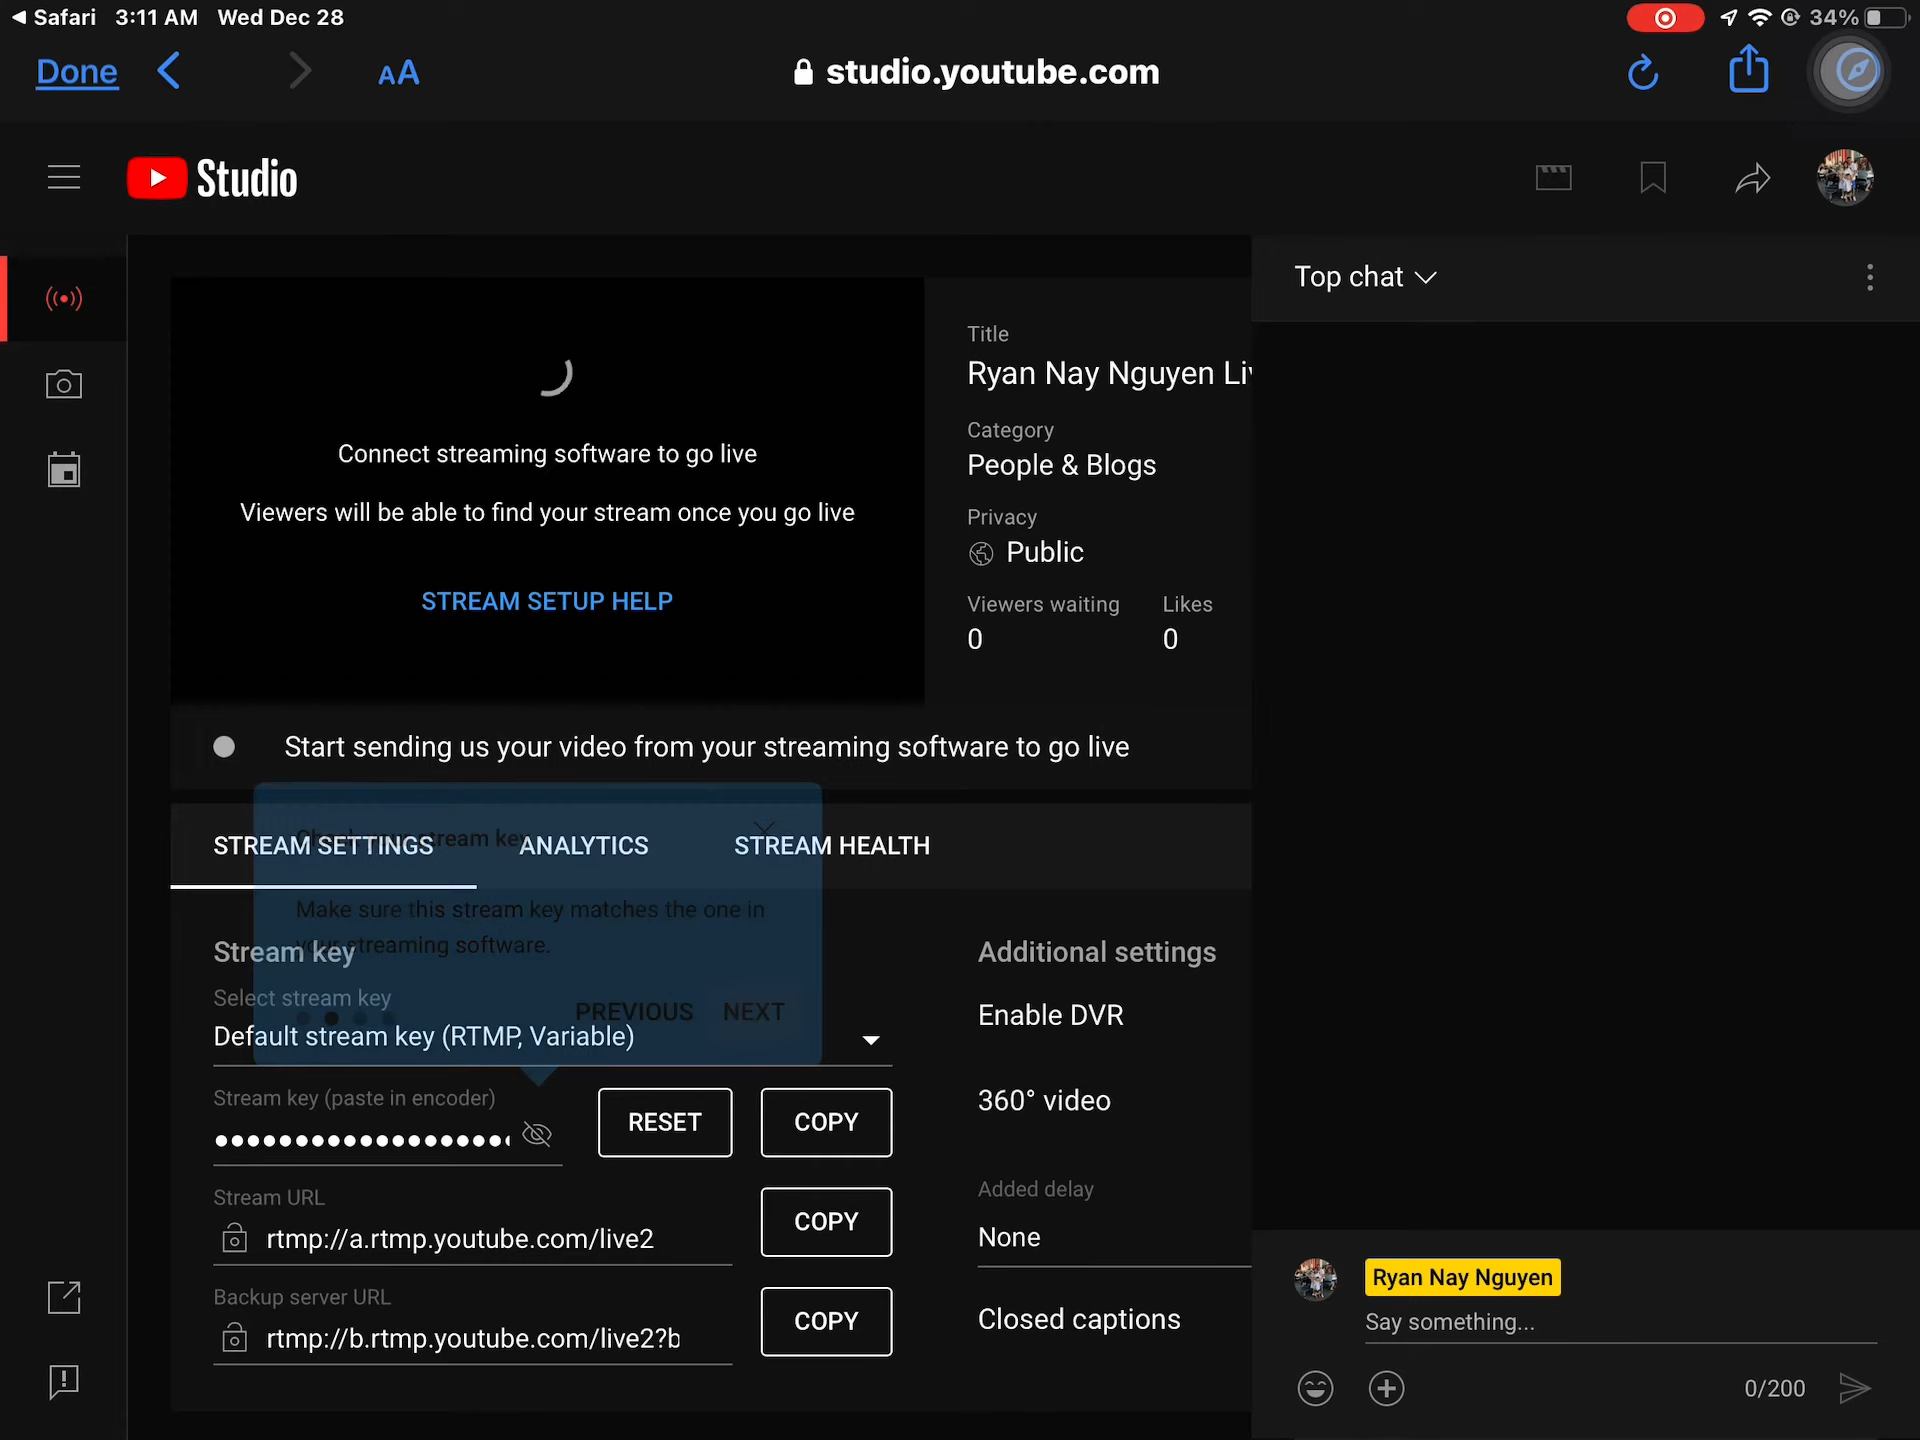 Safari 3:11 AM Wed Dec 28
34%
Done
AA
studio.youtube.com
Studio
Top chat
Connect streaming software to go live
Viewers will be able to find your stream once you go live
STREAM SETUP HELP
Title
Ryan Nay Nguyen Liv
Category
People & Blogs
Privacy
Public
Viewers waiting Likes
0 0
Start sending us your video from your streaming software to go live
STREAM SETTINGS ANALYTICS STREAM HEALTH
stream key
Make sure this stream key matches the one in
your streaming software.
PREVIOUS NEXT
Stream key
Select stream key
Default stream key (RTMP, Variable)
Stream key (paste in encoder)
RESET COPY
Stream URL
rtmp://a.rtmp.youtube.com/live2
COPY
Backup server URL
rtmp://b.rtmp.youtube.com/live2?b
COPY
Additional settings
Enable DVR
360° video
Added delay
None
Closed captions
Ryan Nay Nguyen
Say something...
0/200